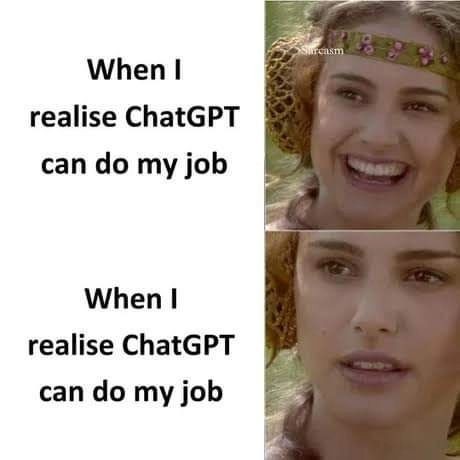 When I
realise ChatGPT
can do my job
Sarcasm
When I
realise ChatGPT
can do my job